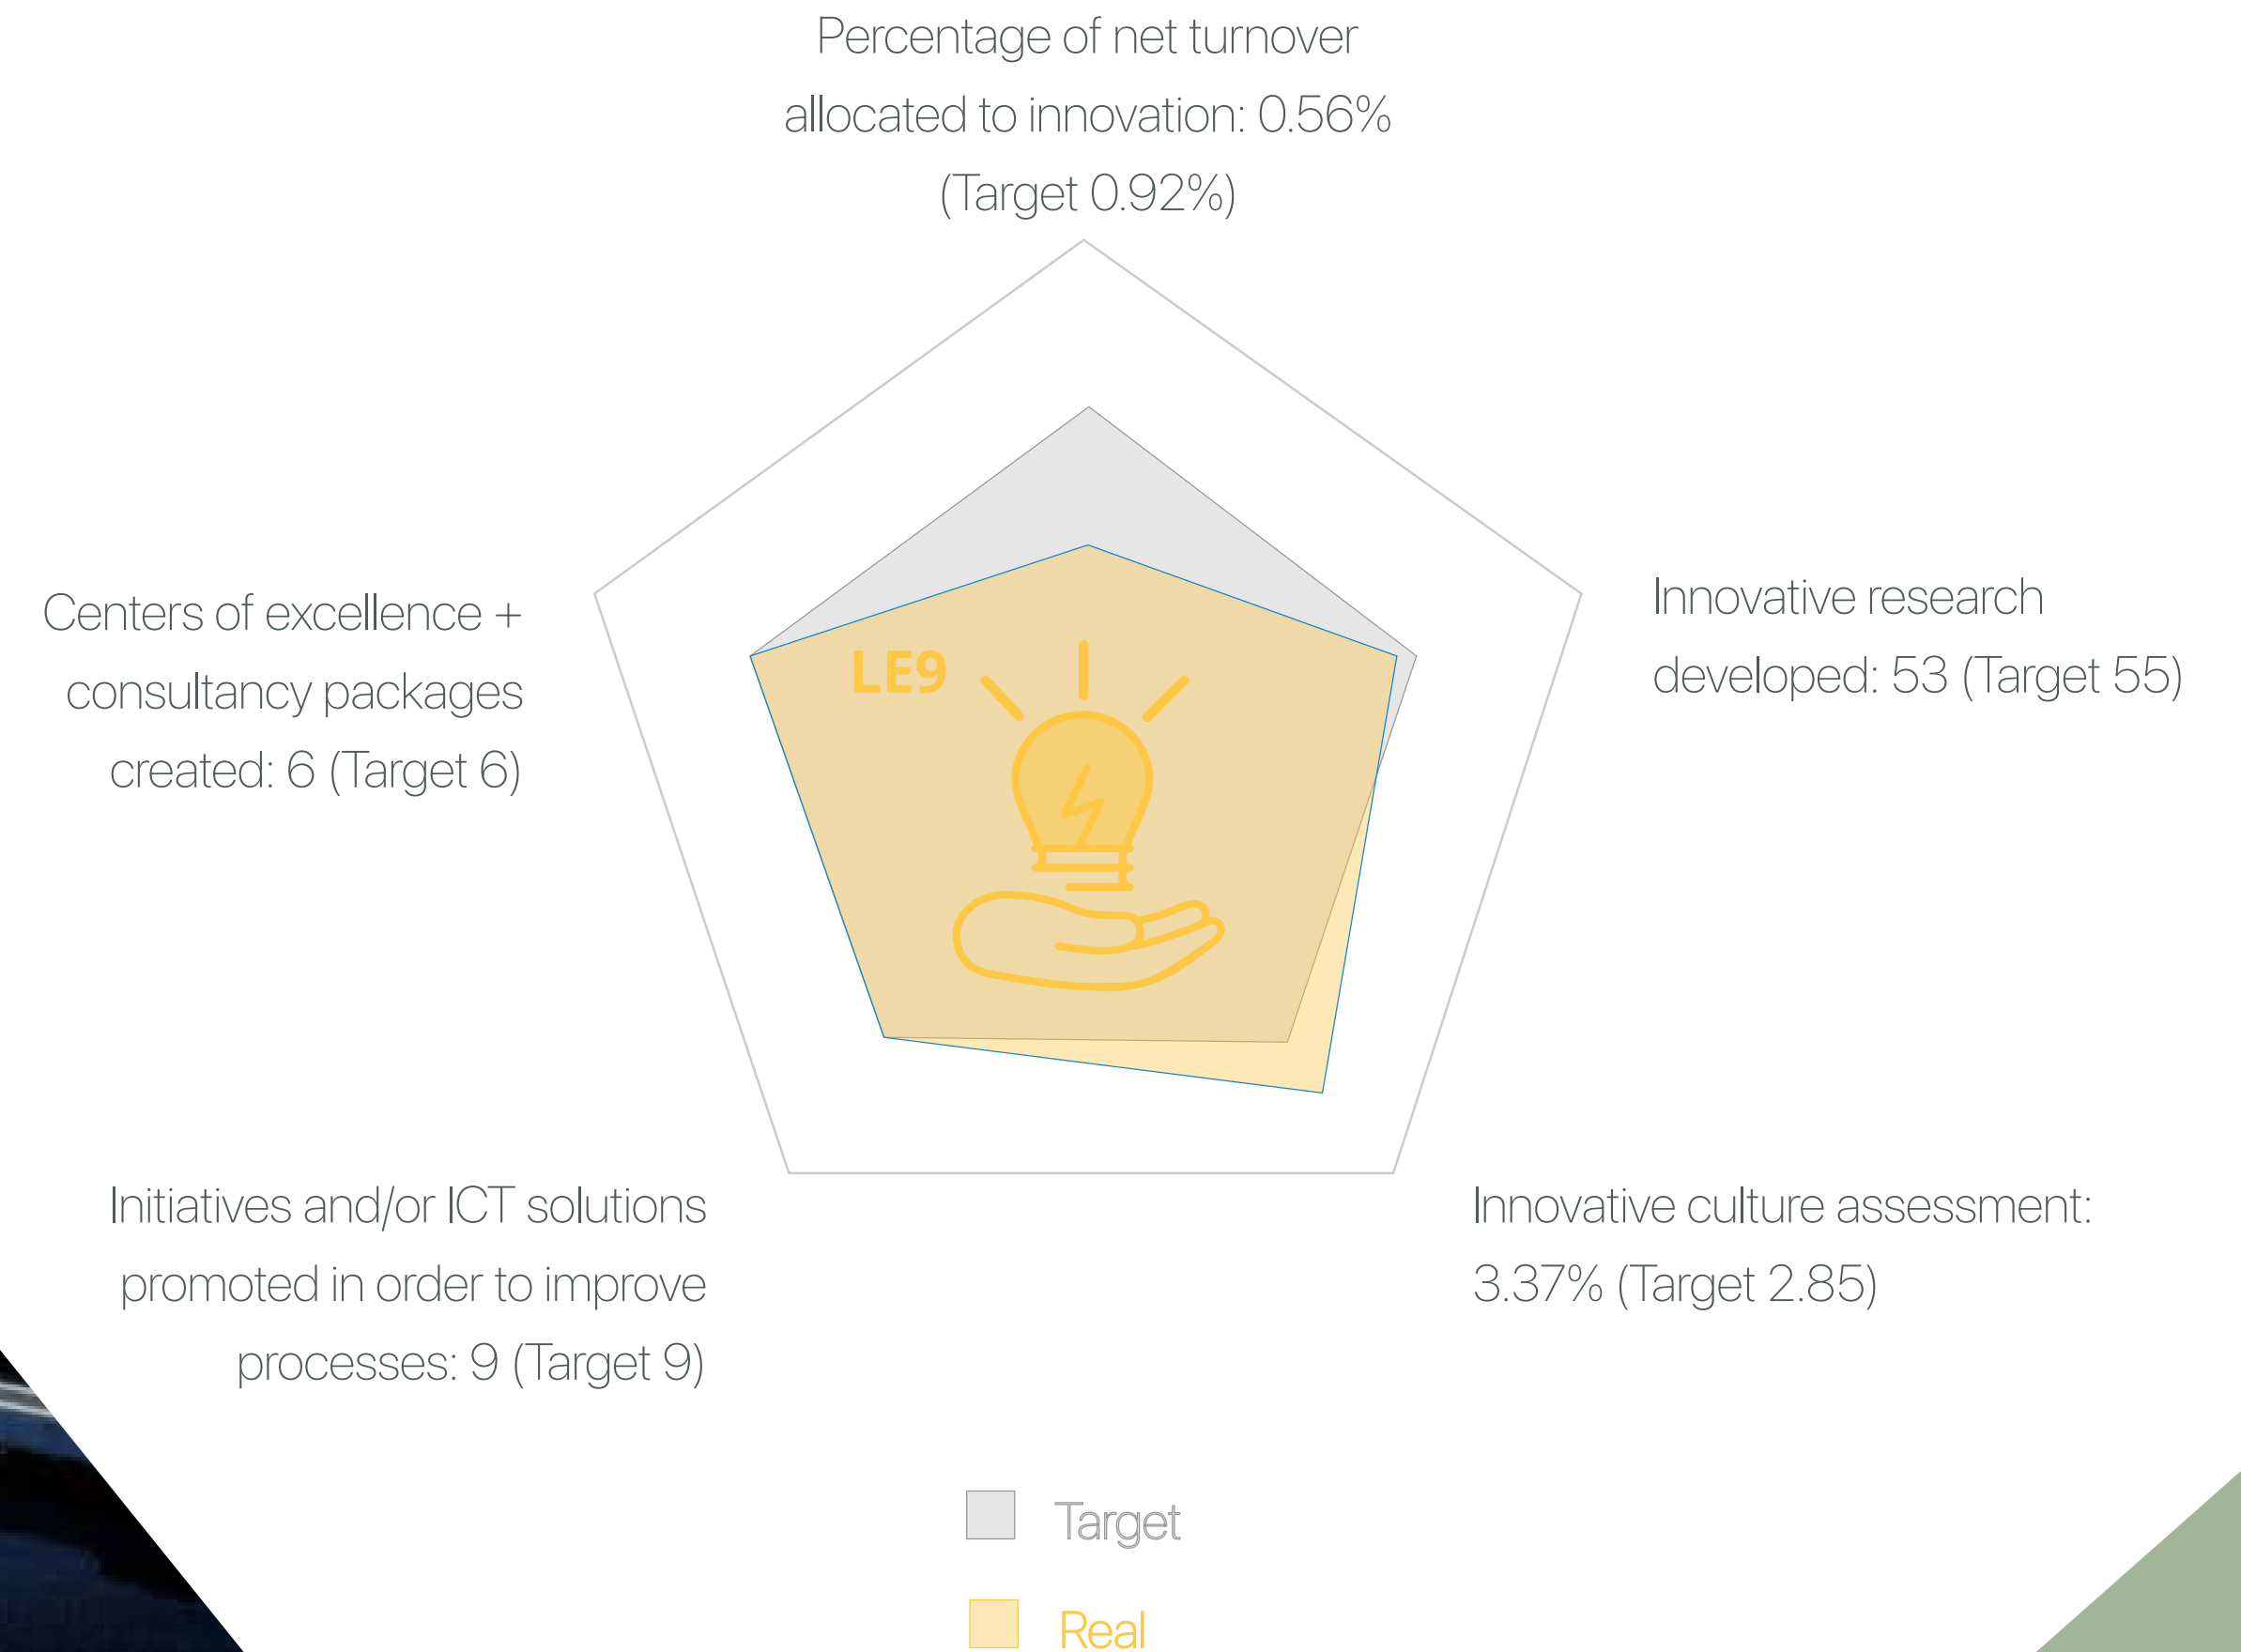 Percentage of net turnover
allocated to innovation: 0.56%
(Target 0.92%)
Innovative research
developed: 53 (Target 55)
Centers of excellence +
consultancy packages
created: 6 (Target 6)
LE9
Initiatives and/or ICT solutions
promoted in order to improve
processes: 9 (Target 9)
Innovative culture assessment:
3.37% (Target 2.85)
Target
Real